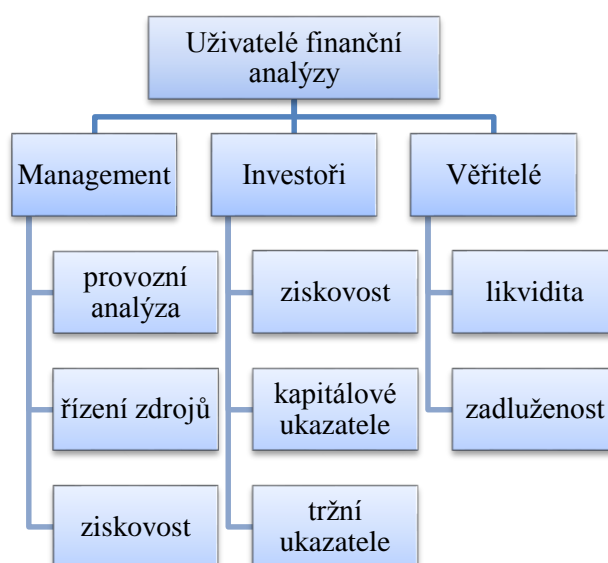 Uživatelé finanční
analýzy
Management
provozní
analýza
řízení zdrojů
ziskovost
Investoři
ziskovost
kapitálové
ukazatele
tržní
ukazatele
Věřitelé
likvidita
zadluženost